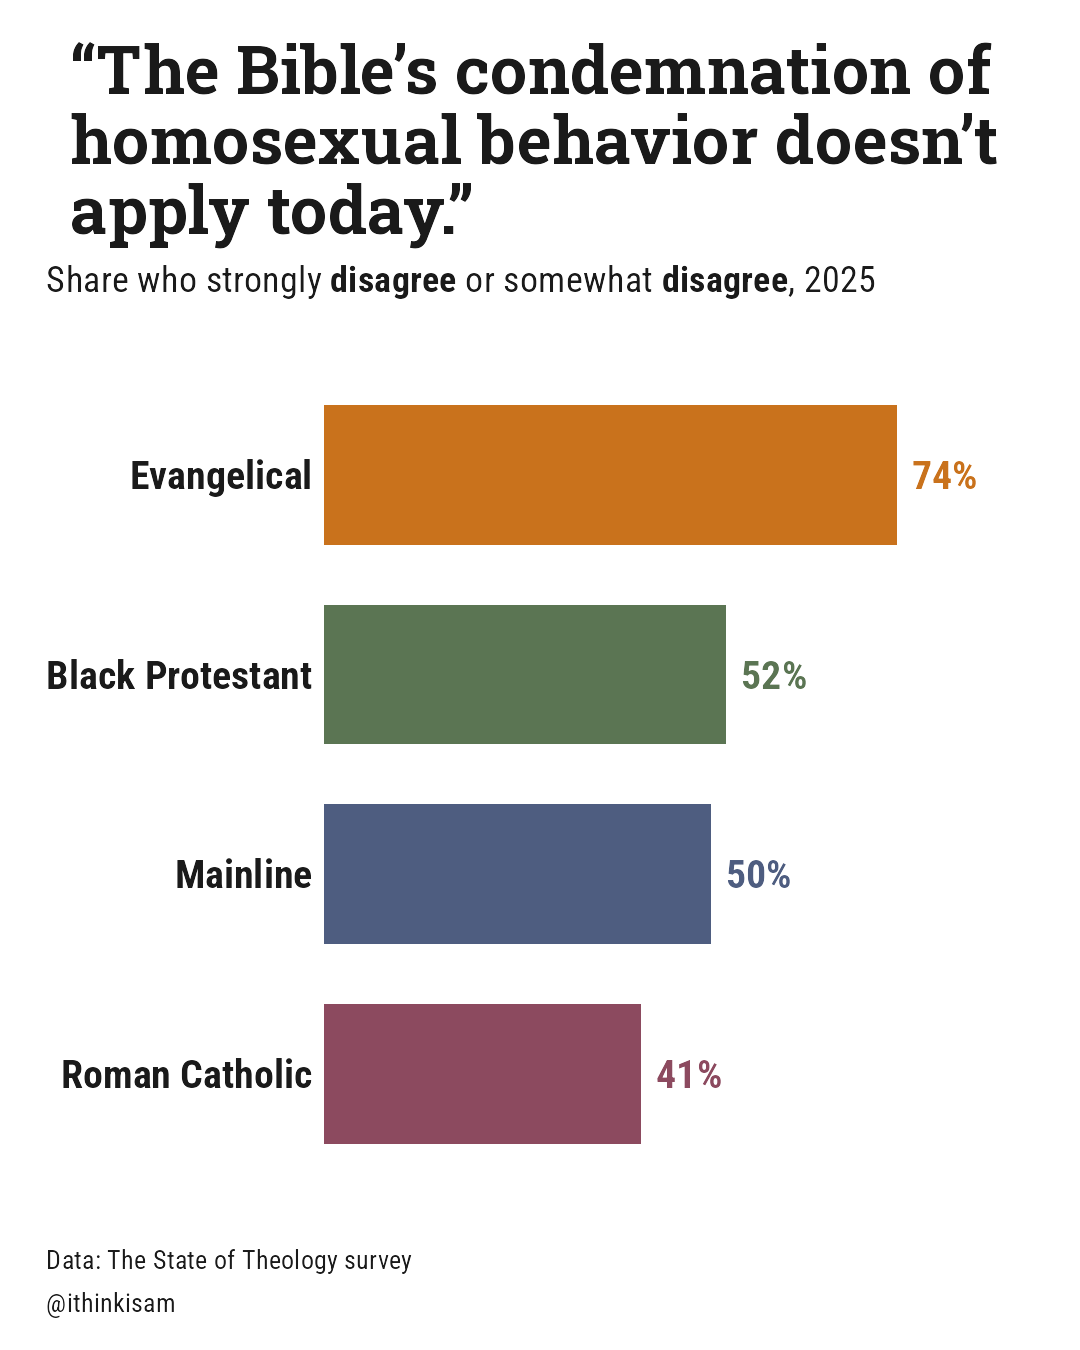 “The Bible’s condemnation of
homosexual behavior doesn’t
apply today.”
Share who strongly disagree or somewhat disagree, 2025
Evangelical 74%
Black Protestant 52%
Mainline 50%
Roman Catholic 41%
Data: The State of Theology survey
@ithinkisam